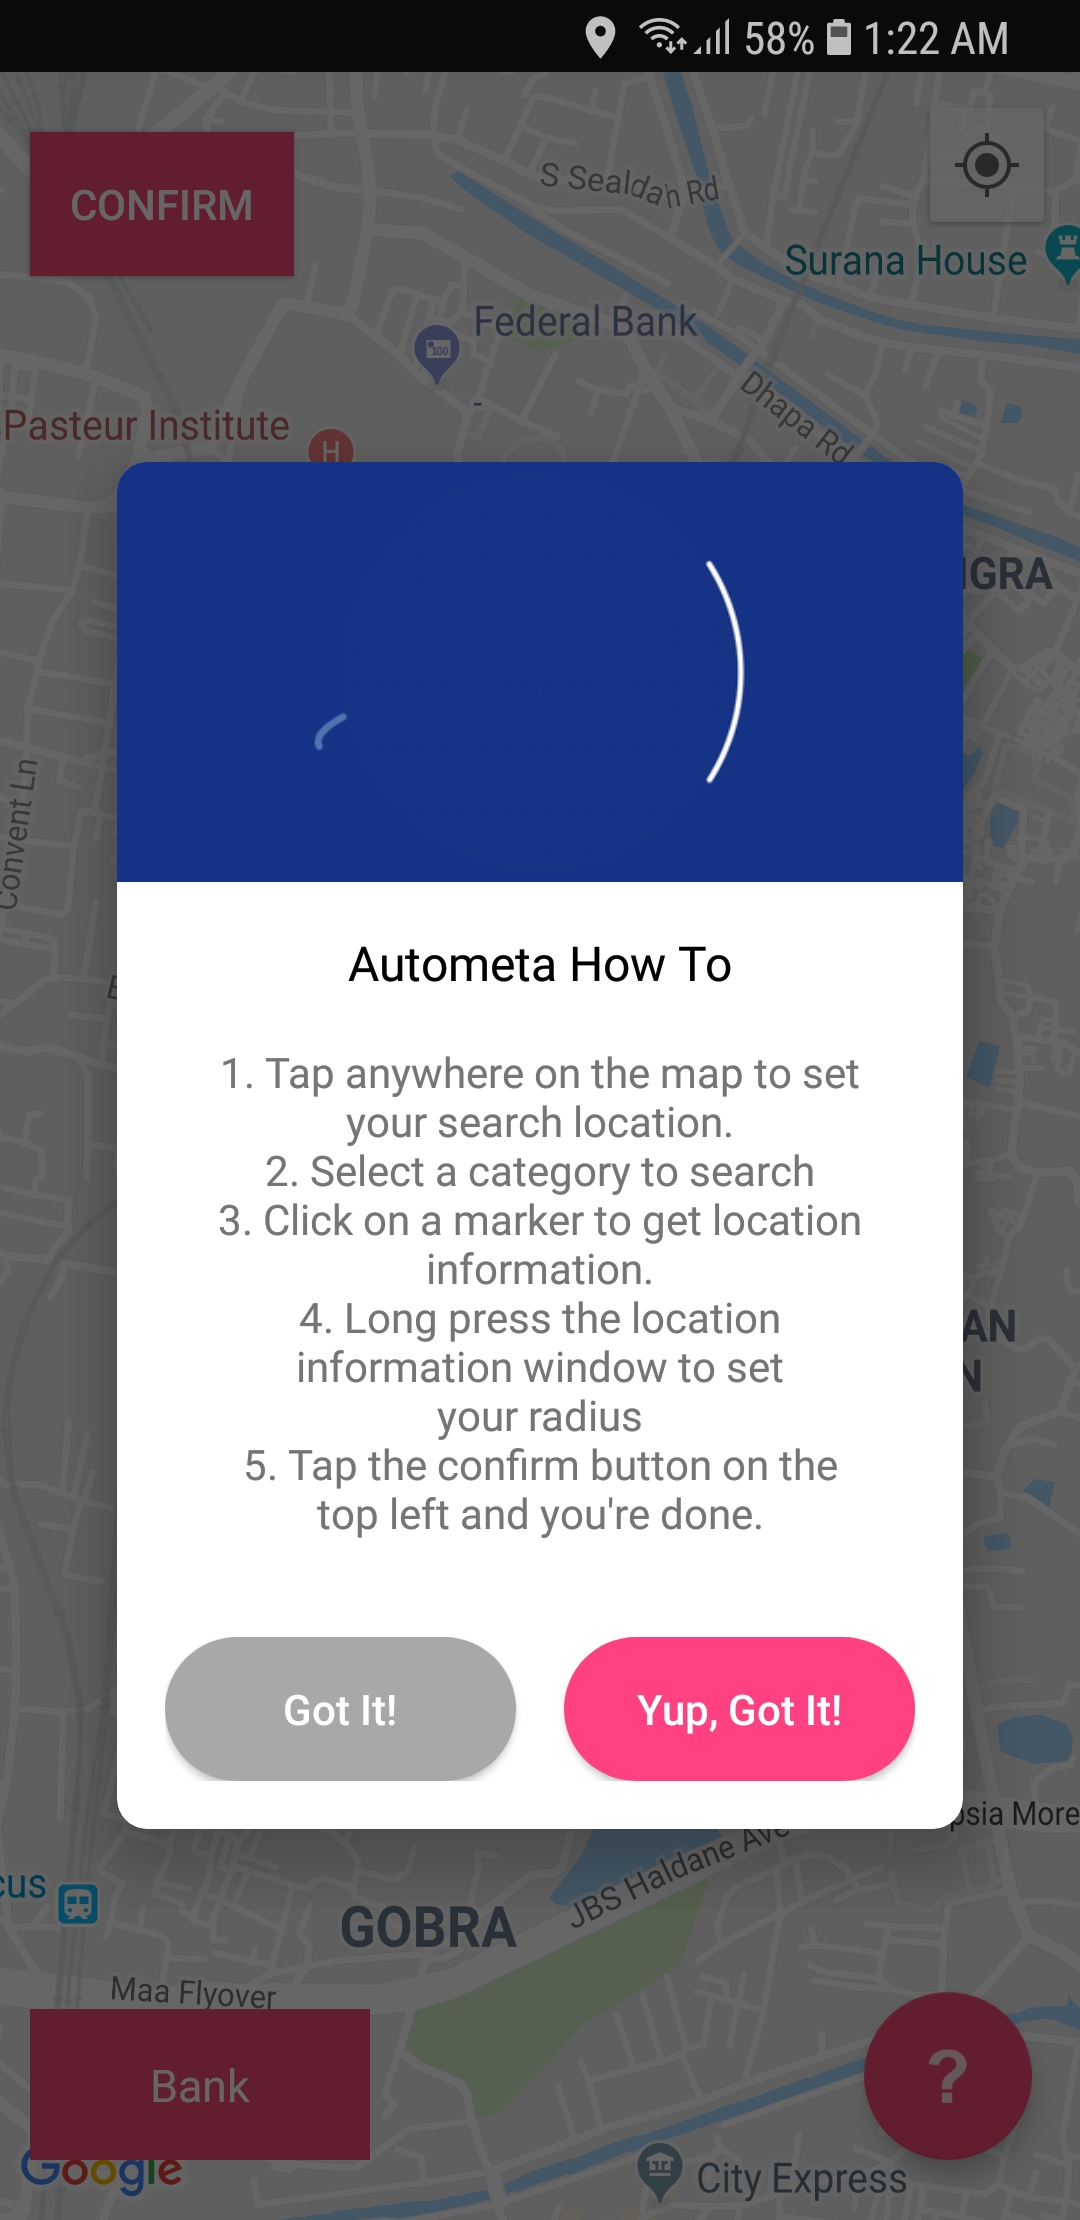 58% 1:22 AM
CONFIRM
S Sealdah Rd
Surana House
Federal Bank
100
Dhapa Rd
Pasteur Institute
H
IGRA
Convent Ln
Autometa How To
1. Tap anywhere on the map to set
your search location.
2. Select a category to search
3. Click on a marker to get location
information.
4. Long press the location
information window to set
your radius
5. Tap the confirm button on the
top left and you're done.
AN
N
Got It!
Yup, Got It!
psia More
JBS Haldane Ave
cus
GOBRA
Maa Flyover
Bank
?
Google
City Express